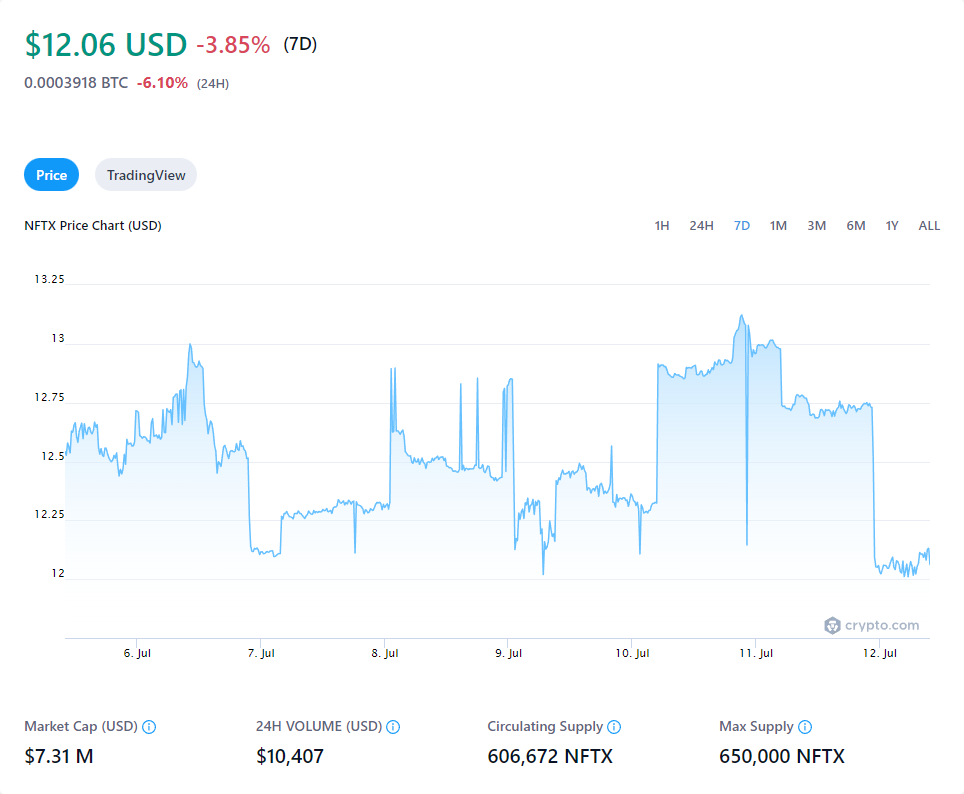 $12.06 USD -3.85% (7D)
0.0003918 BTC -6.10% (24H)
Price TradingView
NFTX Price Chart (USD) 1H 24H 7D 1M 3M 6M 1Y ALL
13.25
13
12.75
12.5
12.25
12
crypto.com
6. Jul 7. Jul 8. Jul 9. Jul 10. Jul 11. Jul 12. Jul
Market Cap (USD) 24H VOLUME (USD) Circulating Supply Max Supply
$7.31 M $10,407 606,672 NFTX 650,000 NFTX